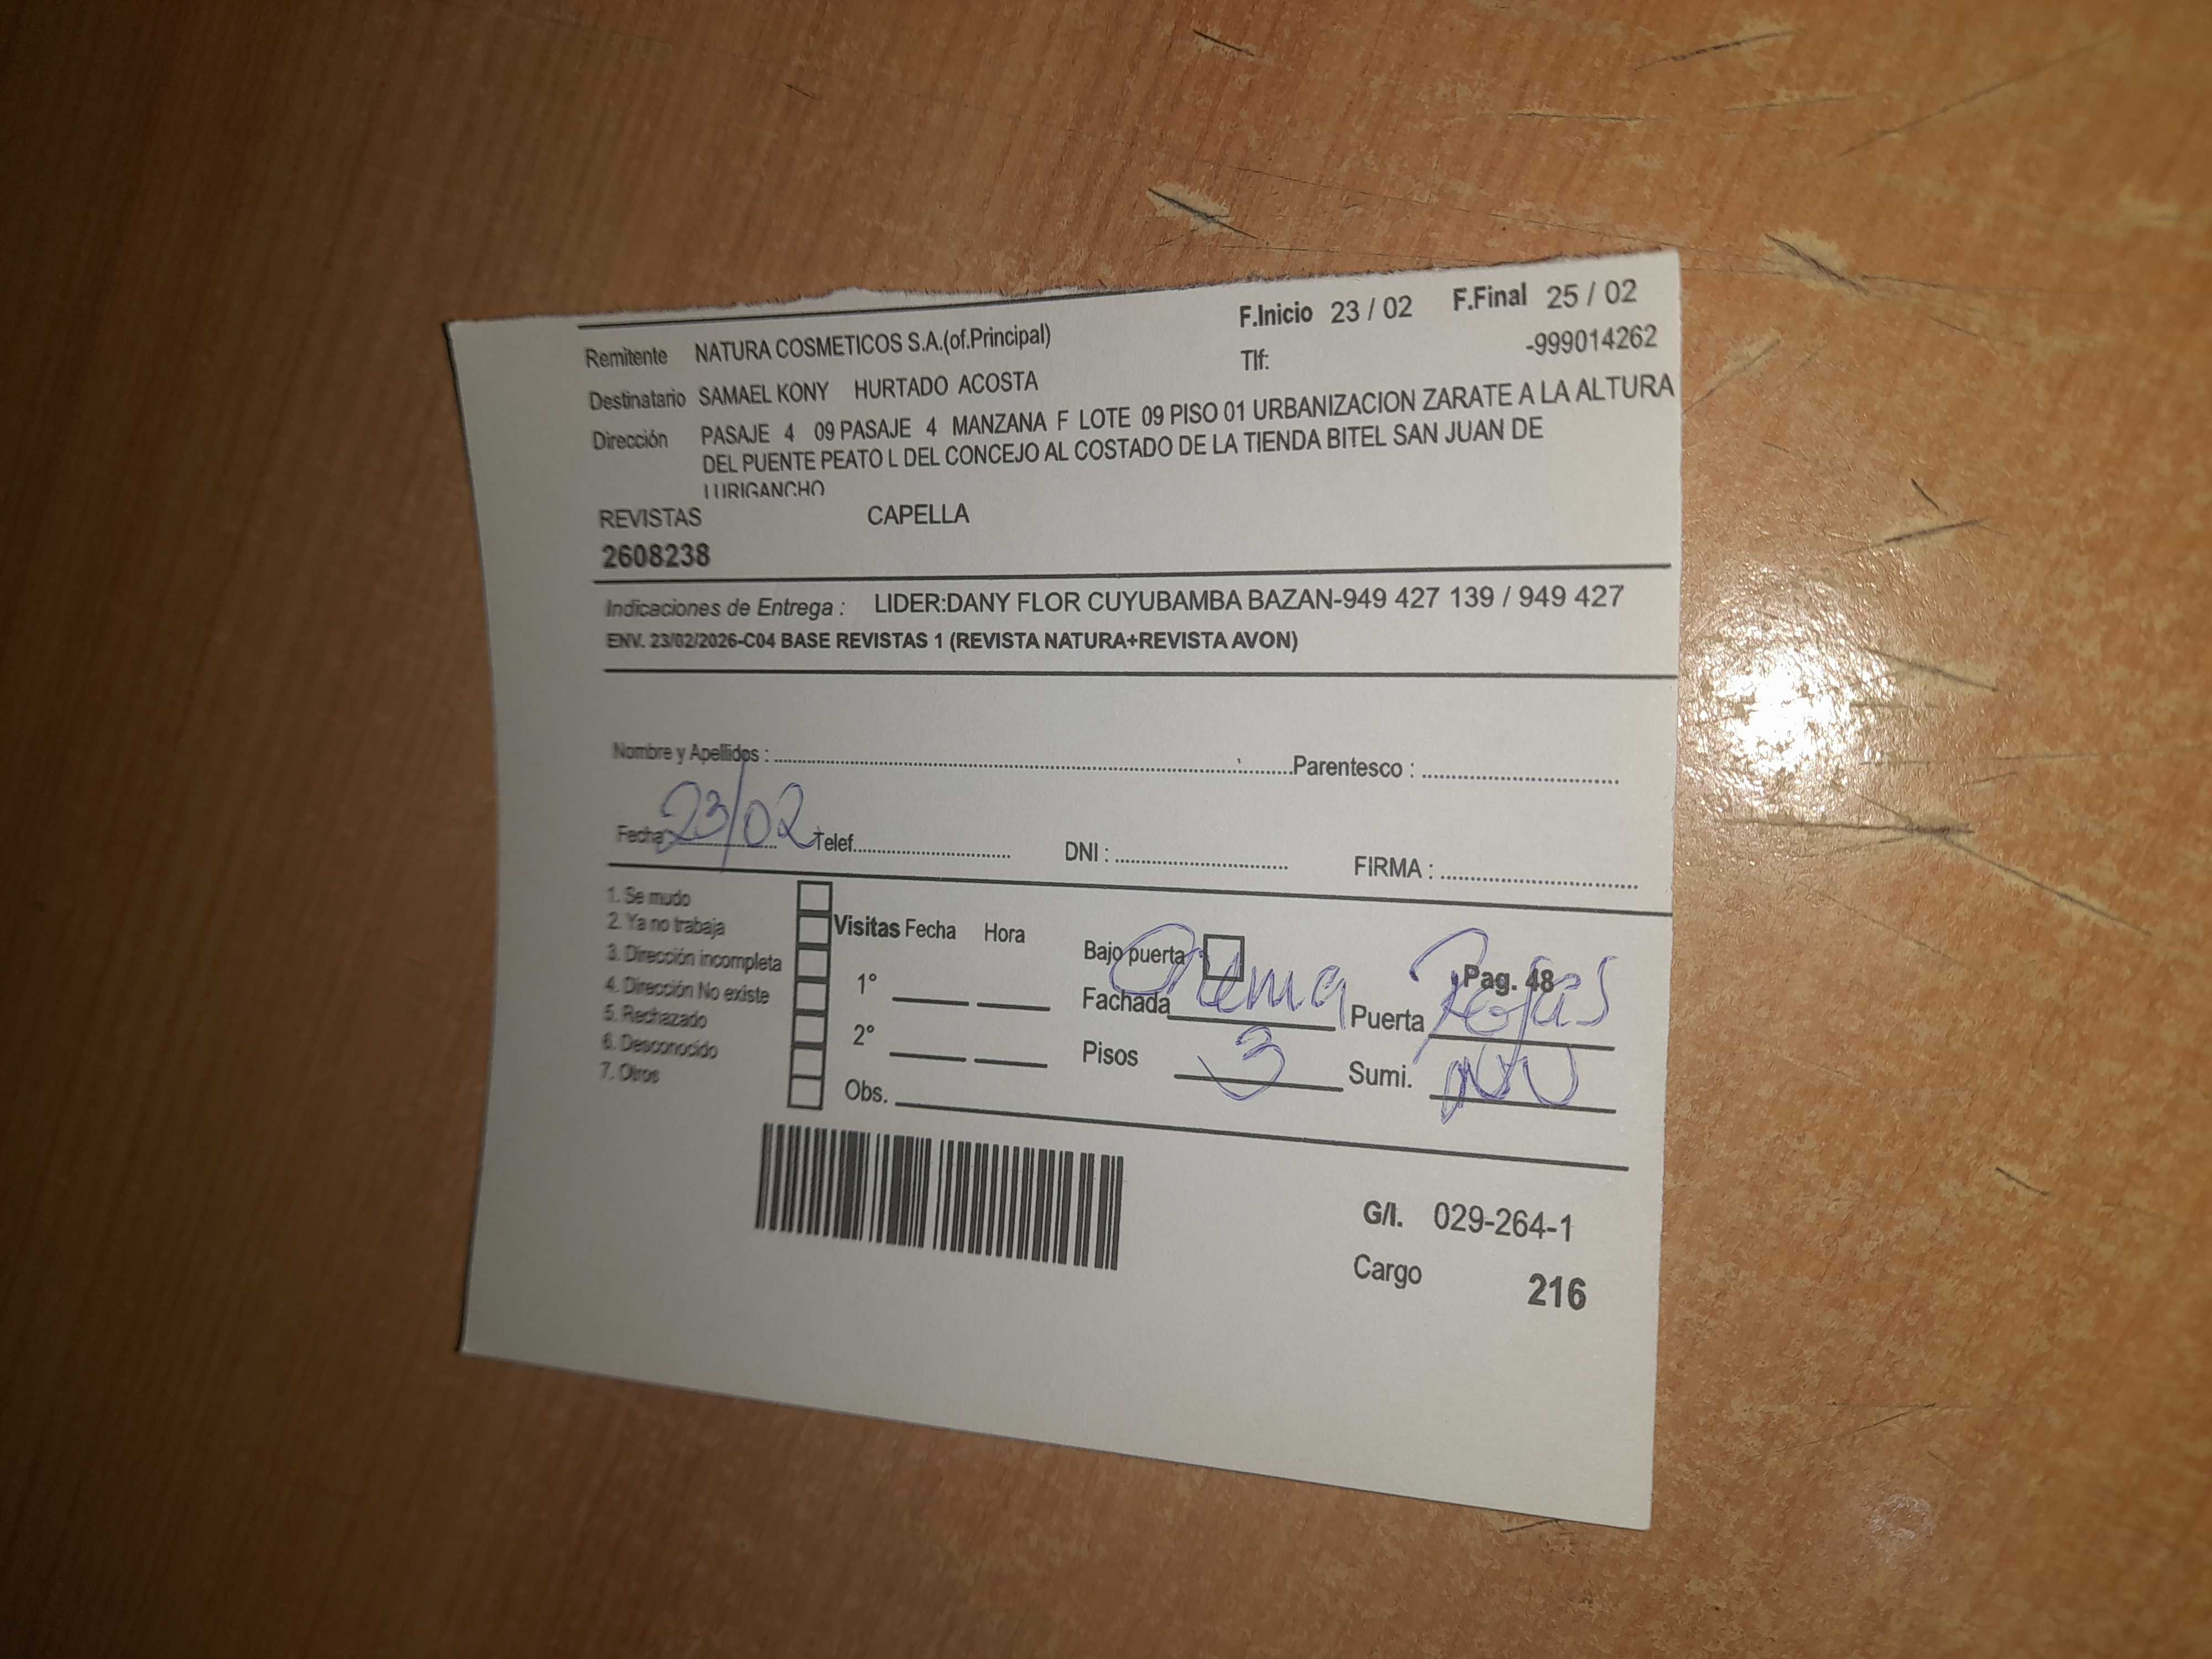 F.Inicio 23 / 02 F.Final 25 / 02
Remitente NATURA COSMETICOS S.A.(of.Principal) Tlf: -999014262
Destinatario SAMAEL KONY HURTADO ACOSTA
Dirección PASAJE 4 09 PASAJE 4 MANZANA F LOTE 09 PISO 01 URBANIZACION ZARATE A LA ALTURA
DEL PUENTE PEATO L DEL CONCEJO AL COSTADO DE LA TIENDA BITEL SAN JUAN DE
LURIGANCHO
REVISTAS CAPELLA
2608238
Indicaciones de Entrega : LIDER:DANY FLOR CUYUBAMBA BAZAN-949 427 139 / 949 427
ENV. 23/02/2026-C04 BASE REVISTAS 1 (REVISTA NATURA+REVISTA AVON)
Nombre y Apellidos : Parentesco :
Fecha 23/02 Telef. DNI : FIRMA :
1. Se mudo
2. Ya no trabaja
3. Dirección incompleta
4. Dirección No existe
5. Rechazado
6. Desconocido
7. Otros
Visitas Fecha Hora
1°
2°
Obs.
Bajo puerta Pag. 48
Fachada Crema Puerta Rejas
Pisos 3 Sumi.
G/I. 029-264-1
Cargo 216